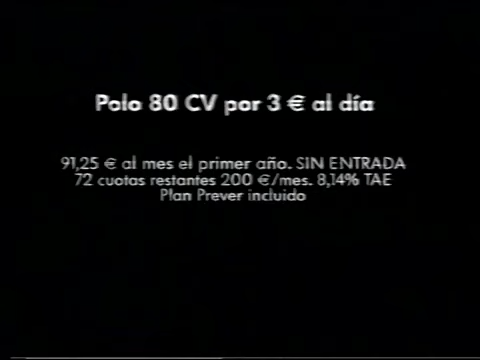 Polo 80 CV por 3 € al día
91,25 € al mes el primer año. SIN ENTRADA
72 cuotas restantes 200 €/mes. 8,14% TAE
Plan Prever incluido